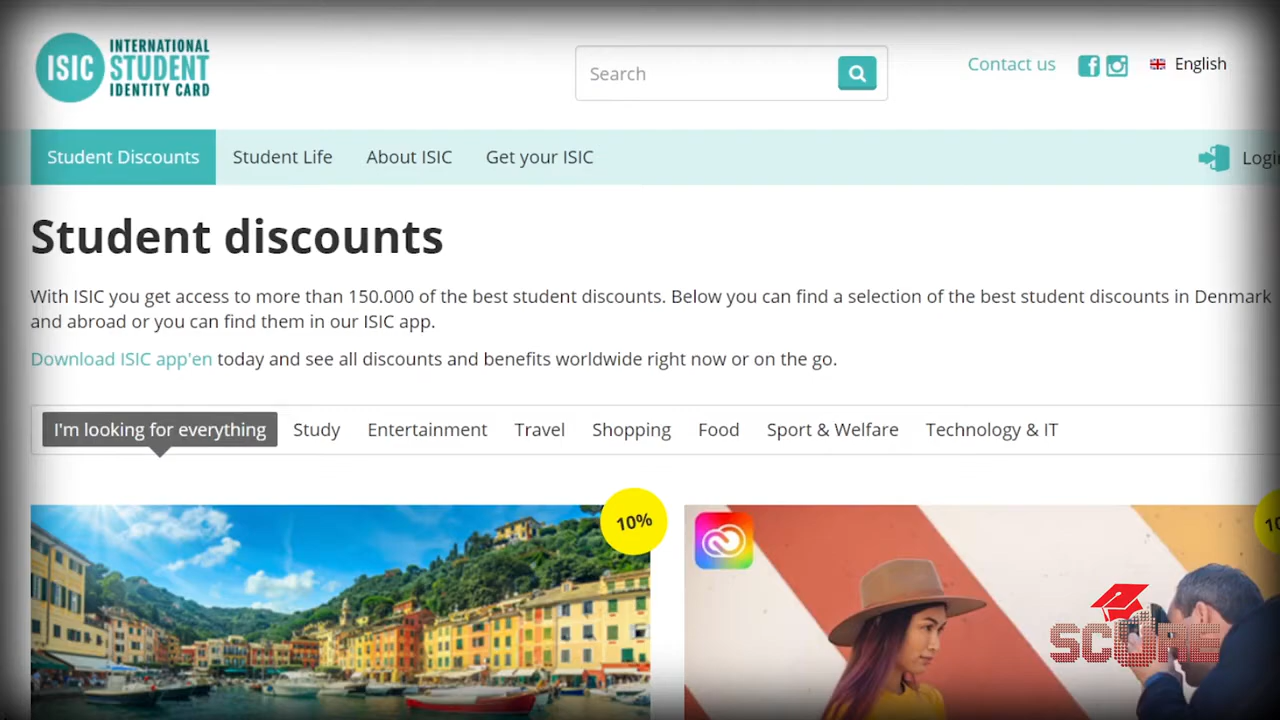 ISIC
INTERNATIONAL
STUDENT
IDENTITY CARD
Search
Contact us
English
Student Discounts
Student Life
About ISIC
Get your ISIC
Student discounts
With ISIC you get access to more than 150.000 of the best student discounts. Below you can find a selection of the best student discounts in Denmark
and abroad or you can find them in our ISIC app.
Download ISIC app'en today and see all discounts and benefits worldwide right now or on the go.
I'm looking for everything
Study
Entertainment
Travel
Shopping
Food
Sport & Welfare
Technology & IT
10%
SCORE